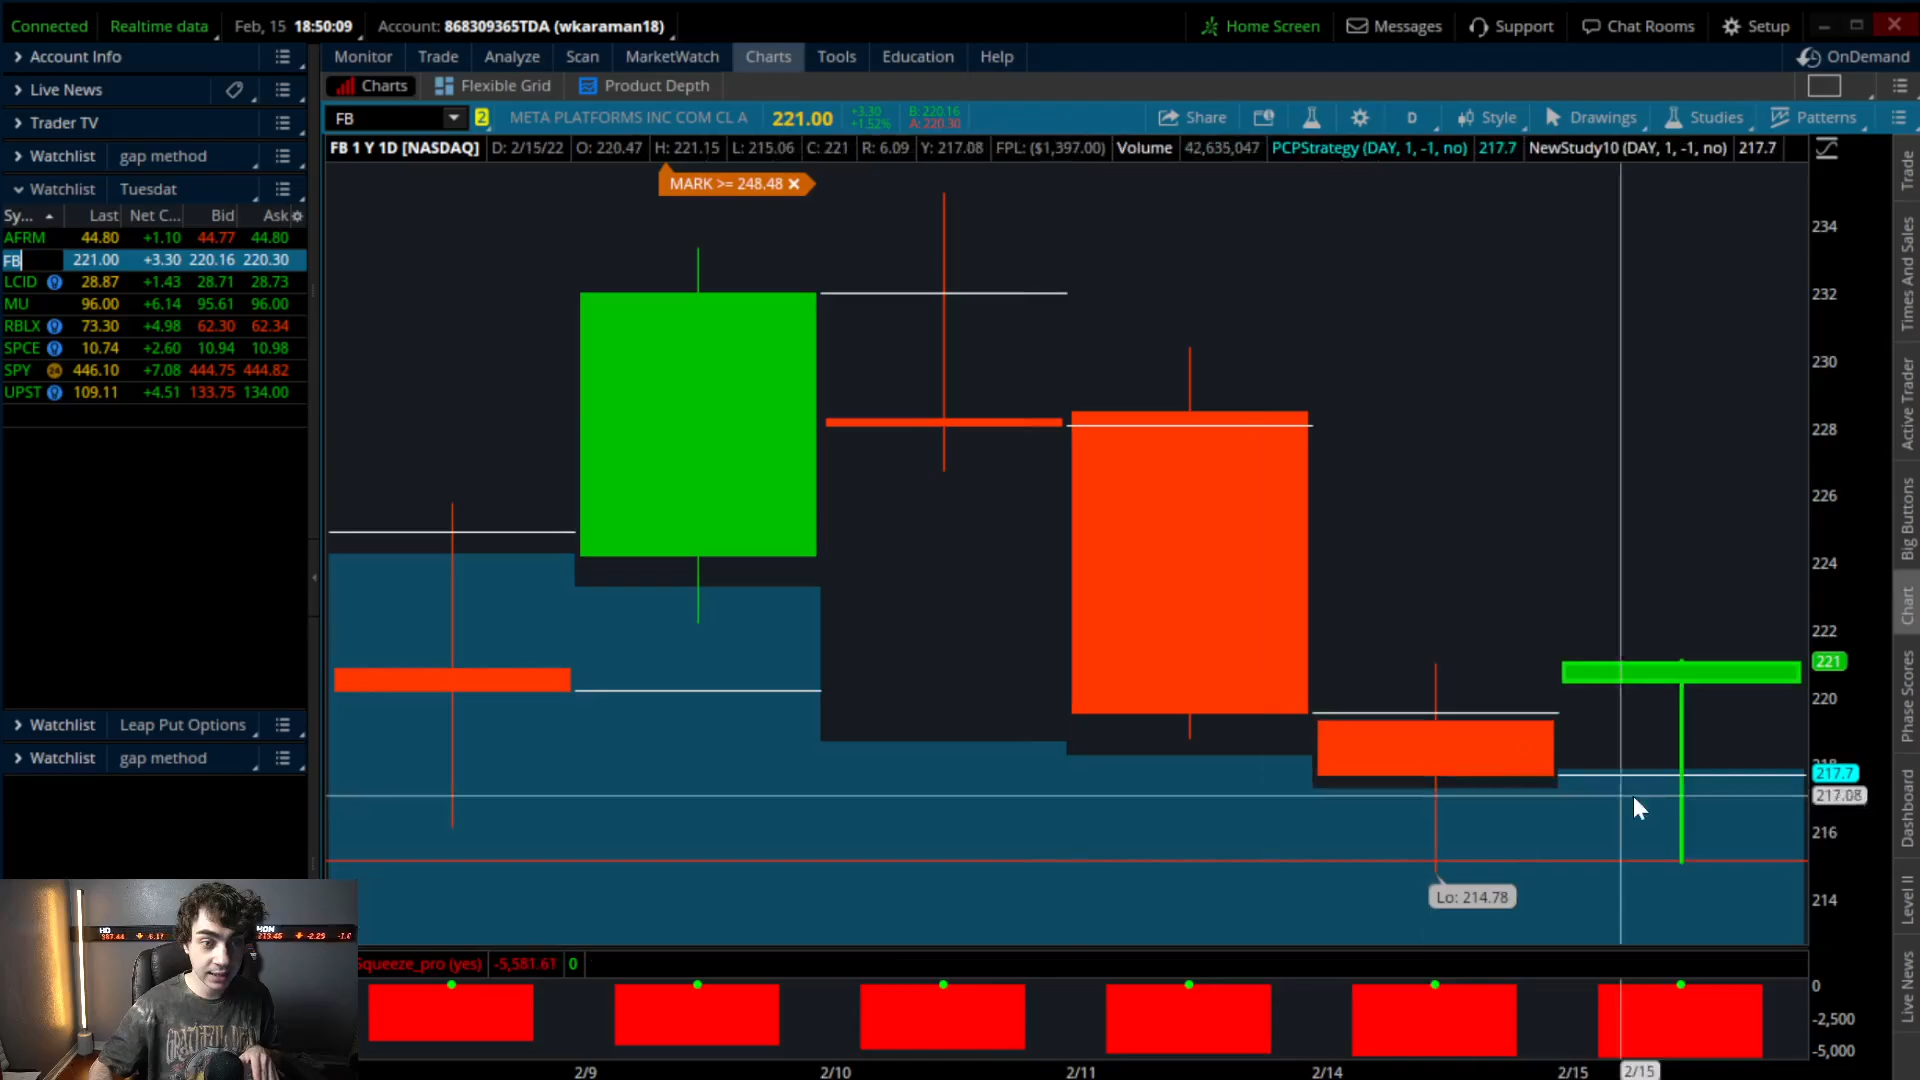 Connected Realtime data Feb, 15 18:50:09 Account: 868309365TDA (wkaraman18) Home Screen Messages Support Chat Rooms Setup
Account Info
Live News
Trader TV
Watchlist gap method
Watchlist Tuesdat
Monitor Trade Analyze Scan MarketWatch Charts Tools Education Help OnDemand
Charts Flexible Grid Product Depth
FB 2 META PLATFORMS INC COM CL A 221.00 +3.30 +1.52% B: 220.16 A: 220.30 Share D Style Drawings Studies Patterns
FB 1 Y 1D [NASDAQ] D: 2/15/22 O: 220.47 H: 221.15 L: 215.06 C: 221 R: 6.09 Y: 217.08 FPL: ($1,397.00) Volume 42,635,047 PCPStrategy (DAY, 1, -1, no) 217.7 NewStudy10 (DAY, 1, -1, no) 217.7
MARK >= 248.48
Sy... Last Net C... Bid Ask
AFRM 44.80 +1.10 44.77 44.80
FB 221.00 +3.30 220.16 220.30
LCID 28.87 +1.43 28.71 28.73
MU 96.00 +6.14 95.61 96.00
RBLX 73.30 +4.98 62.30 62.34
SPCE 10.74 +2.60 10.94 10.98
SPY 24 446.10 +7.08 444.75 444.82
UPST 109.11 +4.51 133.75 134.00
Watchlist Leap Put Options
Watchlist gap method
234
232
230
228
226
224
222
221
220
217.7
217.08
216
214
Lo: 214.78
Squeeze_pro (yes) -5,581.61 0
0
-2,500
-5,000
2/9 2/10 2/11 2/14 2/15 2/15
Trade
Times And Sales
Active Trader
Big Buttons
Chart
Phase Scores
Dashboard
Level II
Live News
HD